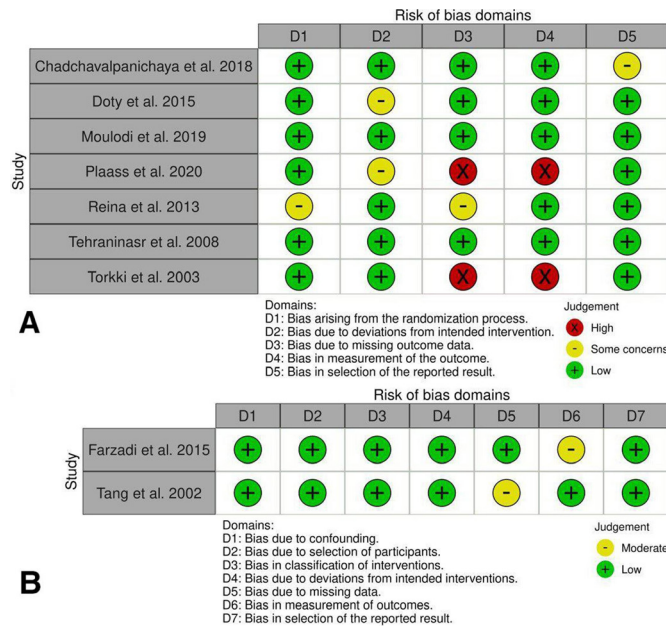 Risk of bias domains
D1 D2 D3 D4 D5
Study
Chadchavalpanichaya et al. 2018 + + + + -
Doty et al. 2015 + - + + +
Moulodi et al. 2019 + + + + +
Plaass et al. 2020 + - X X +
Reina et al. 2013 - + - + +
Tehraninasr et al. 2008 + + + + +
Torkki et al. 2003 + + X X +
A
Domains:
D1: Bias arising from the randomization process.
D2: Bias due to deviations from intended intervention.
D3: Bias due to missing outcome data.
D4: Bias in measurement of the outcome.
D5: Bias in selection of the reported result.
Judgement
X High
- Some concerns
+ Low
Risk of bias domains
D1 D2 D3 D4 D5 D6 D7
Study
Farzadi et al. 2015 + + + + + - +
Tang et al. 2002 + + + + - + +
B
Domains:
D1: Bias due to confounding.
D2: Bias due to selection of participants.
D3: Bias in classification of interventions.
D4: Bias due to deviations from intended interventions.
D5: Bias due to missing data.
D6: Bias in measurement of outcomes.
D7: Bias in selection of the reported result.
Judgement
- Moderate
+ Low